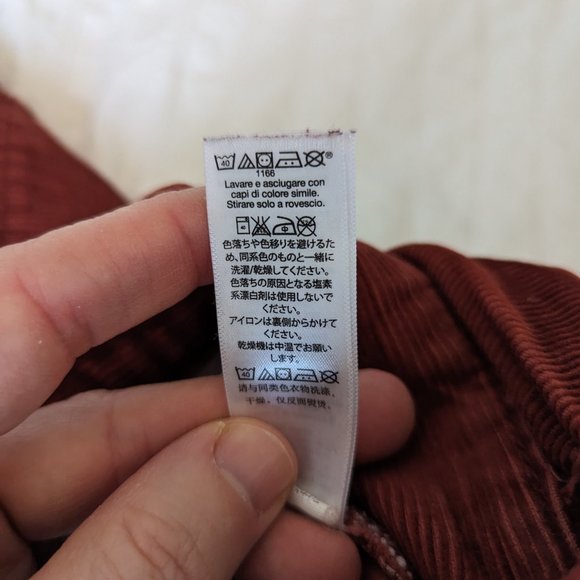 40 ®
1166
Lavare e asciugare con
capi di colore simile.
Stirare solo a rovescio.
40
色落ちや色移りを避けるた
め、同系色のものと一緒に
洗濯/乾燥してください。
色落ちの原因となる塩素
系漂白剤は使用しないで
ください。
アイロンは裏側からかけて
ください。
乾燥機は中温でお願い
します。
40
请与同类色衣物洗涤、
干燥。仅反面熨烫。